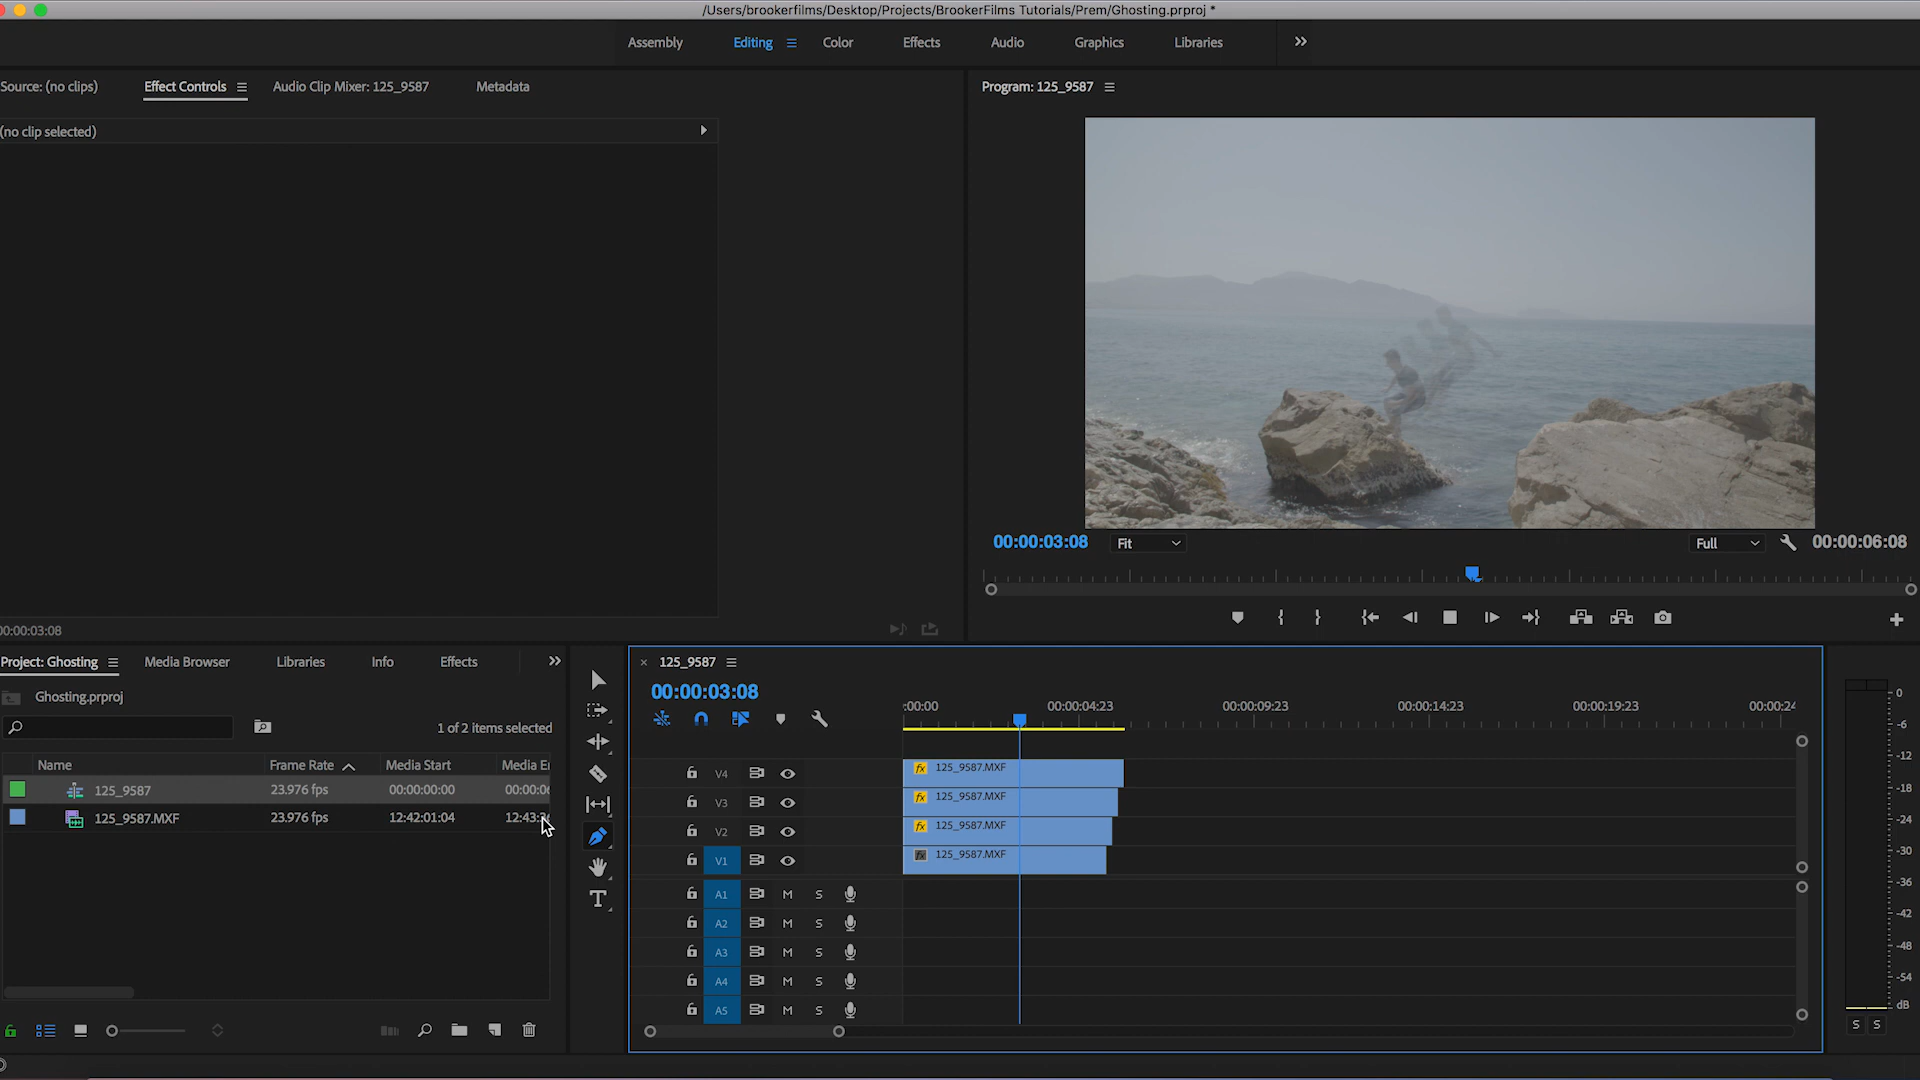 /Users/brookerfilms/Desktop/Projects/BrookerFilms Tutorials/Prem/Ghosting.prproj *
Assembly Editing Color Effects Audio Graphics Libraries
Source: (no clips) Effect Controls Audio Clip Mixer: 125_9587 Metadata
Program: 125_9587
(no clip selected)
00:00:03:08 Fit Full 00:00:06:08
00:00:03:08
Project: Ghosting Media Browser Libraries Info Effects
125_9587
Ghosting.prproj
00:00:03:08
1 of 2 items selected
:00:00 00:00:04:23 00:00:09:23 00:00:14:23 00:00:19:23 00:00:24
Name Frame Rate Media Start Media E
125_9587 23.976 fps 00:00:00:00 00:00:0
125_9587.MXF 23.976 fps 12:42:01:04 12:43:
V4 fx 125_9587.MXF
V3 fx 125_9587.MXF
V2 fx 125_9587.MXF
V1 fx 125_9587.MXF
A1 M S
A2 M S
A3 M S
A4 M S
A5 M S
T
0
-6
-12
-18
-24
-30
-36
-42
-48
-54
dB
S S